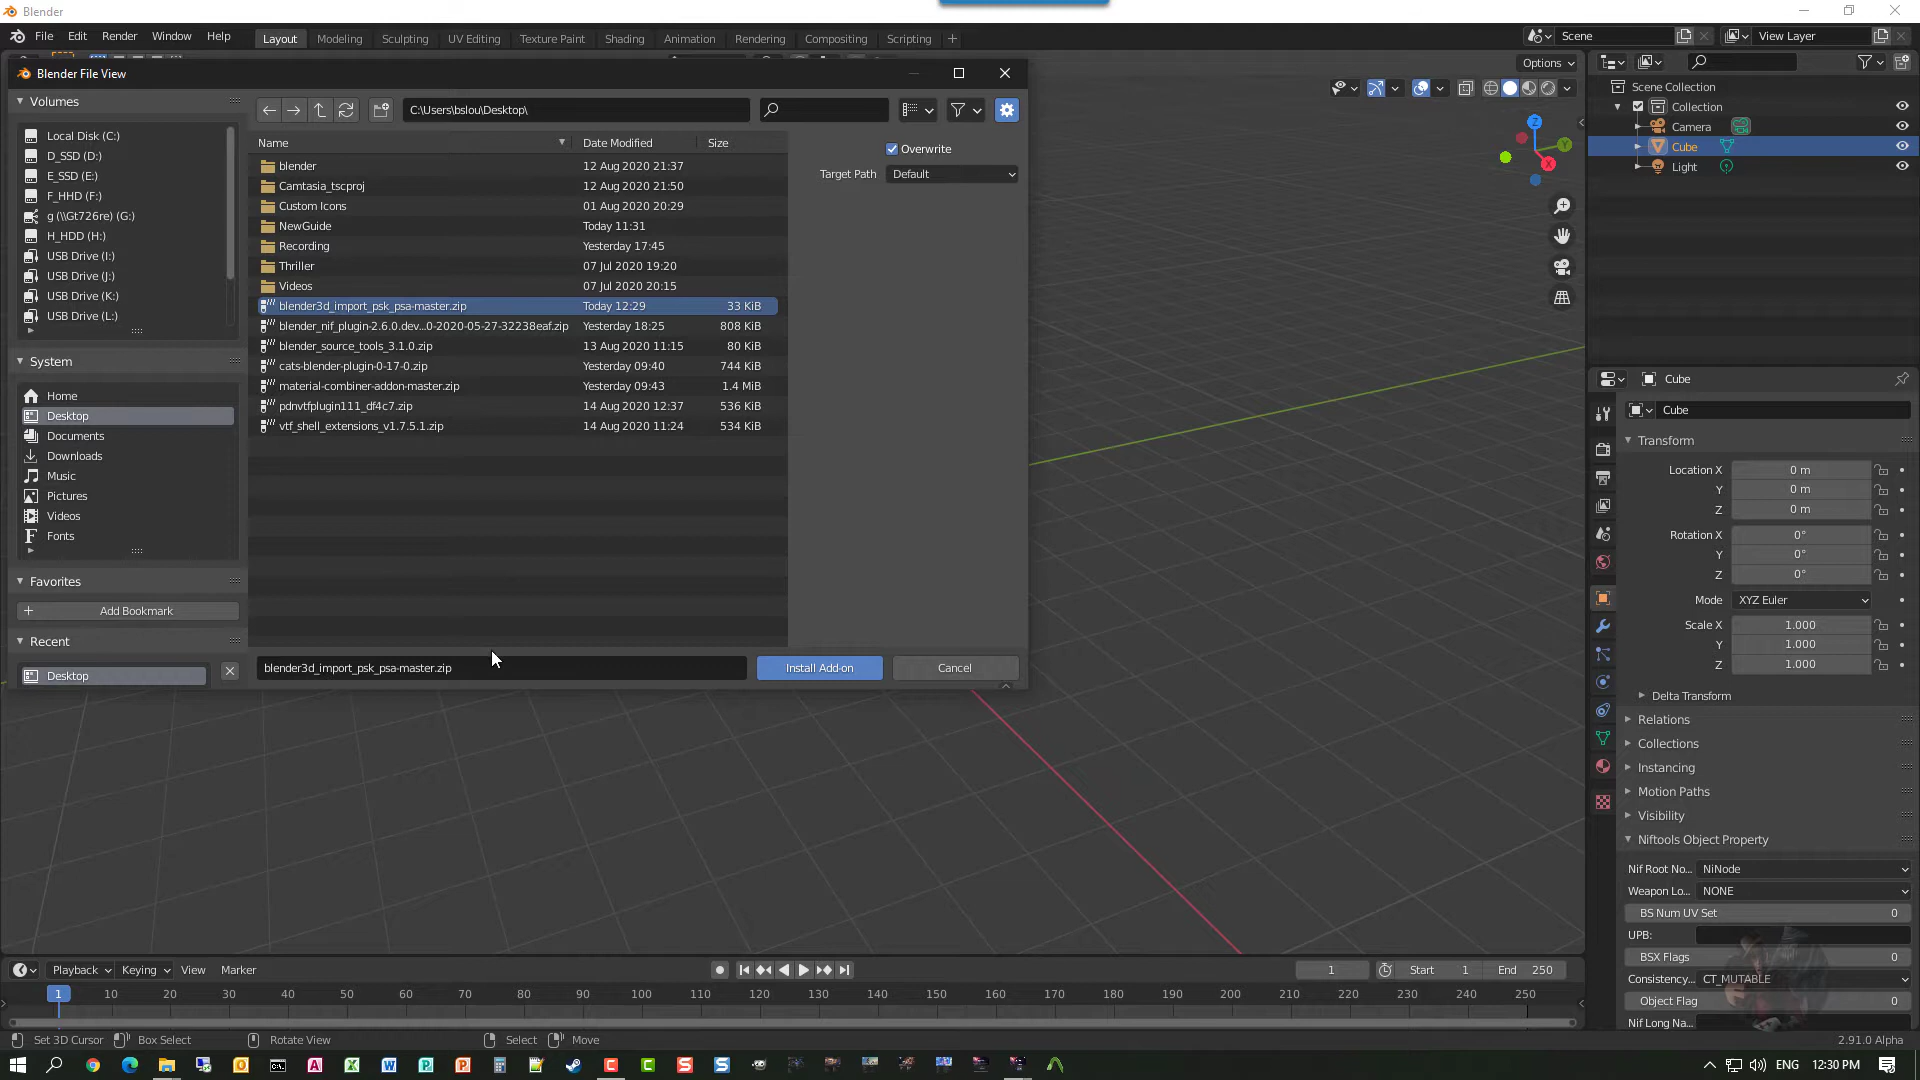 Blender
File Edit Render Window Help Layout Modeling Sculpting UV Editing Texture Paint Shading Animation Rendering Compositing Scripting + Scene View Layer
Blender File View
Options
Volumes
C:\Users\bslou\Desktop\
Local Disk (C:)
D_SSD (D:)
E_SSD (E:)
F_HHD (F:)
g (\\Gt726re) (G:)
H_HDD (H:)
USB Drive (I:)
USB Drive (J:)
USB Drive (K:)
USB Drive (L:)
System
Home
Desktop
Documents
Downloads
Music
Pictures
Videos
Fonts
Favorites
+ Add Bookmark
Recent
Desktop
Name Date Modified Size
blender 12 Aug 2020 21:37
Camtasia_tscproj 12 Aug 2020 21:50
Custom Icons 01 Aug 2020 20:29
NewGuide Today 11:31
Recording Yesterday 17:45
Thriller 07 Jul 2020 19:20
Videos 07 Jul 2020 20:15
blender3d_import_psk_psa-master.zip Today 12:29 33 KiB
blender_nif_plugin-2.6.0.dev...0-2020-05-27-32238eaf.zip Yesterday 18:25 808 KiB
blender_source_tools_3.1.0.zip 13 Aug 2020 11:15 80 KiB
cats-blender-plugin-0-17-0.zip Yesterday 09:40 744 KiB
material-combiner-addon-master.zip Yesterday 09:43 1.4 MiB
pdnvtfplugin111_df4c7.zip 14 Aug 2020 12:37 536 KiB
vtf_shell_extensions_v1.7.5.1.zip 14 Aug 2020 11:24 534 KiB
Overwrite
Target Path Default
blender3d_import_psk_psa-master.zip Install Add-on Cancel
Z
Y
X
Scene Collection
Collection
Camera
Cube
Light
Cube
Cube
Transform
Location X 0 m
Y 0 m
Z 0 m
Rotation X 0°
Y 0°
Z 0°
Mode XYZ Euler
Scale X 1.000
Y 1.000
Z 1.000
Delta Transform
Relations
Collections
Instancing
Motion Paths
Visibility
Niftools Object Property
Nif Root No... NiNode
Weapon Lo... NONE
BS Num UV Set 0
UPB:
BSX Flags 0
Consistency... CT_MUTABLE
Object Flag 0
Nif Long Na...
Playback Keying View Marker 1 Start 1 End 250
1 10 20 30 40 50 60 70 80 90 100 110 120 130 140 150 160 170 180 190 200 210 220 230 240 250
Set 3D Cursor Box Select Rotate View Select Move 2.91.0 Alpha
ENG 12:30 PM